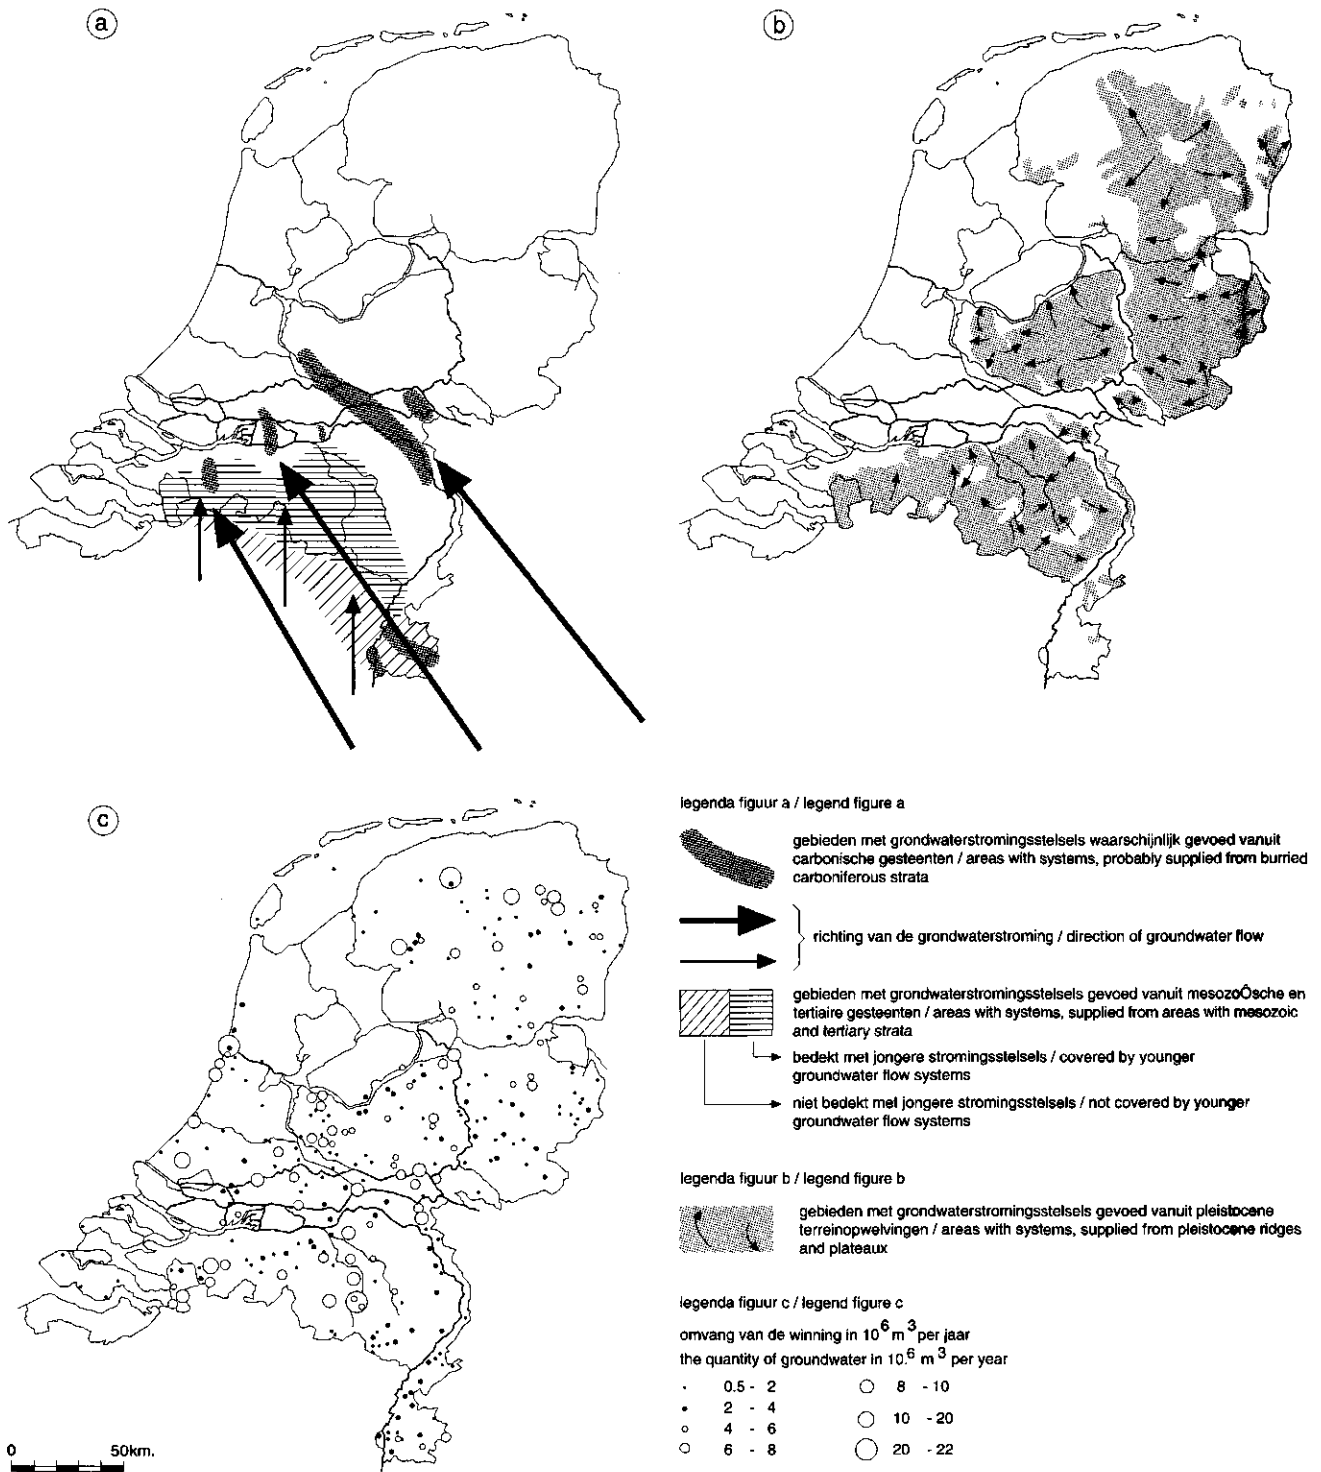 a
b
c
legenda figuur a / legend figure a
gebieden met grondwaterstromingsstelsels waarschijnlijk gevoed vanuit
carbonische gesteenten / areas with systems, probably supplied from burried
carboniferous strata
richting van de grondwaterstroming / direction of groundwater flow
gebieden met grondwaterstromingsstelsels gevoed vanuit mesozoÔsche en
tertiaire gesteenten / areas with systems, supplied from areas with mesozoic
and tertiary strata
bedekt met jongere stromingsstelsels / covered by younger
groundwater flow systems
niet bedekt met jongere stromingsstelsels / not covered by younger
groundwater flow systems
legenda figuur b / legend figure b
gebieden met grondwaterstromingsstelsels gevoed vanuit pleistocene
terreinopwelvingen / areas with systems, supplied from pleistocene ridges
and plateaux
legenda figuur c / legend figure c
omvang van de winning in 10⁶ m³ per jaar
the quantity of groundwater in 10.⁶ m³ per year
0.5 - 2
2 - 4
4 - 6
6 - 8
8 - 10
10 - 20
20 - 22
0 50km.